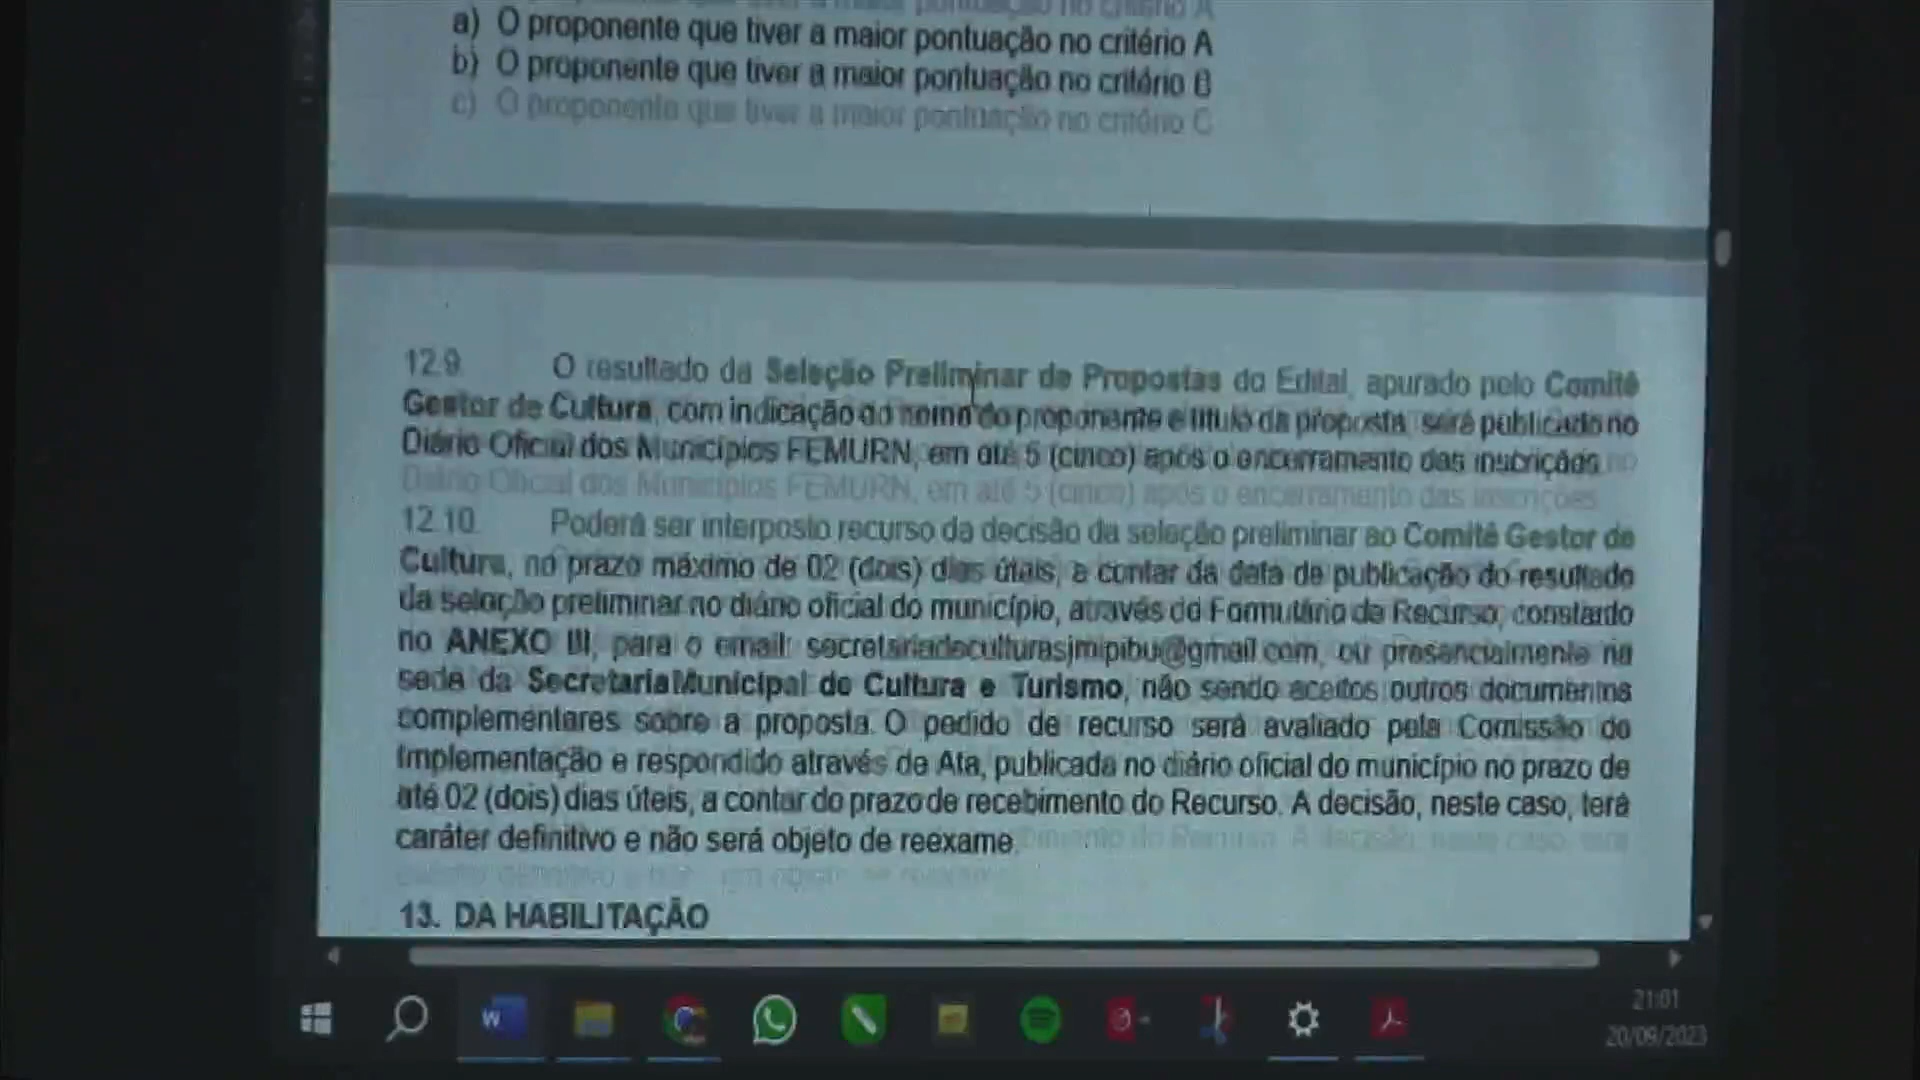 a) O proponente que tiver a maior pontuação no critério A
b) O proponente que tiver a maior pontuação no critério B
c) O proponente que tiver a maior pontuação no critério C
12.9. O resultado da Seleção Preliminar de Propostas do Edital, apurado pelo Comitê
Gestor de Cultura, com indicação do nome do proponente e título da proposta, será publicado no
Diário Oficial dos Municípios FEMURN, em até 5 (cinco) após o encerramento das inscrições.
12.10. Poderá ser interposto recurso da decisão da seleção preliminar ao Comitê Gestor de
Cultura, no prazo máximo de 02 (dois) dias úteis, a contar da data de publicação do resultado
da seleção preliminar no diário oficial do município, através do Formulário de Recurso, constando
no ANEXO III, para o email: secretariadeculturasjmipibu@gmail.com, ou presencialmente na
sede da Secretaria Municipal de Cultura e Turismo, não sendo aceitos outros documentos
complementares sobre a proposta. O pedido de recurso será avaliado pela Comissão de
Implementação e respondido através de Ata, publicada no diário oficial do município no prazo de
até 02 (dois) dias úteis, a contar do prazo de recebimento do Recurso. A decisão, neste caso, terá
caráter definitivo e não será objeto de reexame.
13. DA HABILITAÇÃO
21:01
20/09/2023